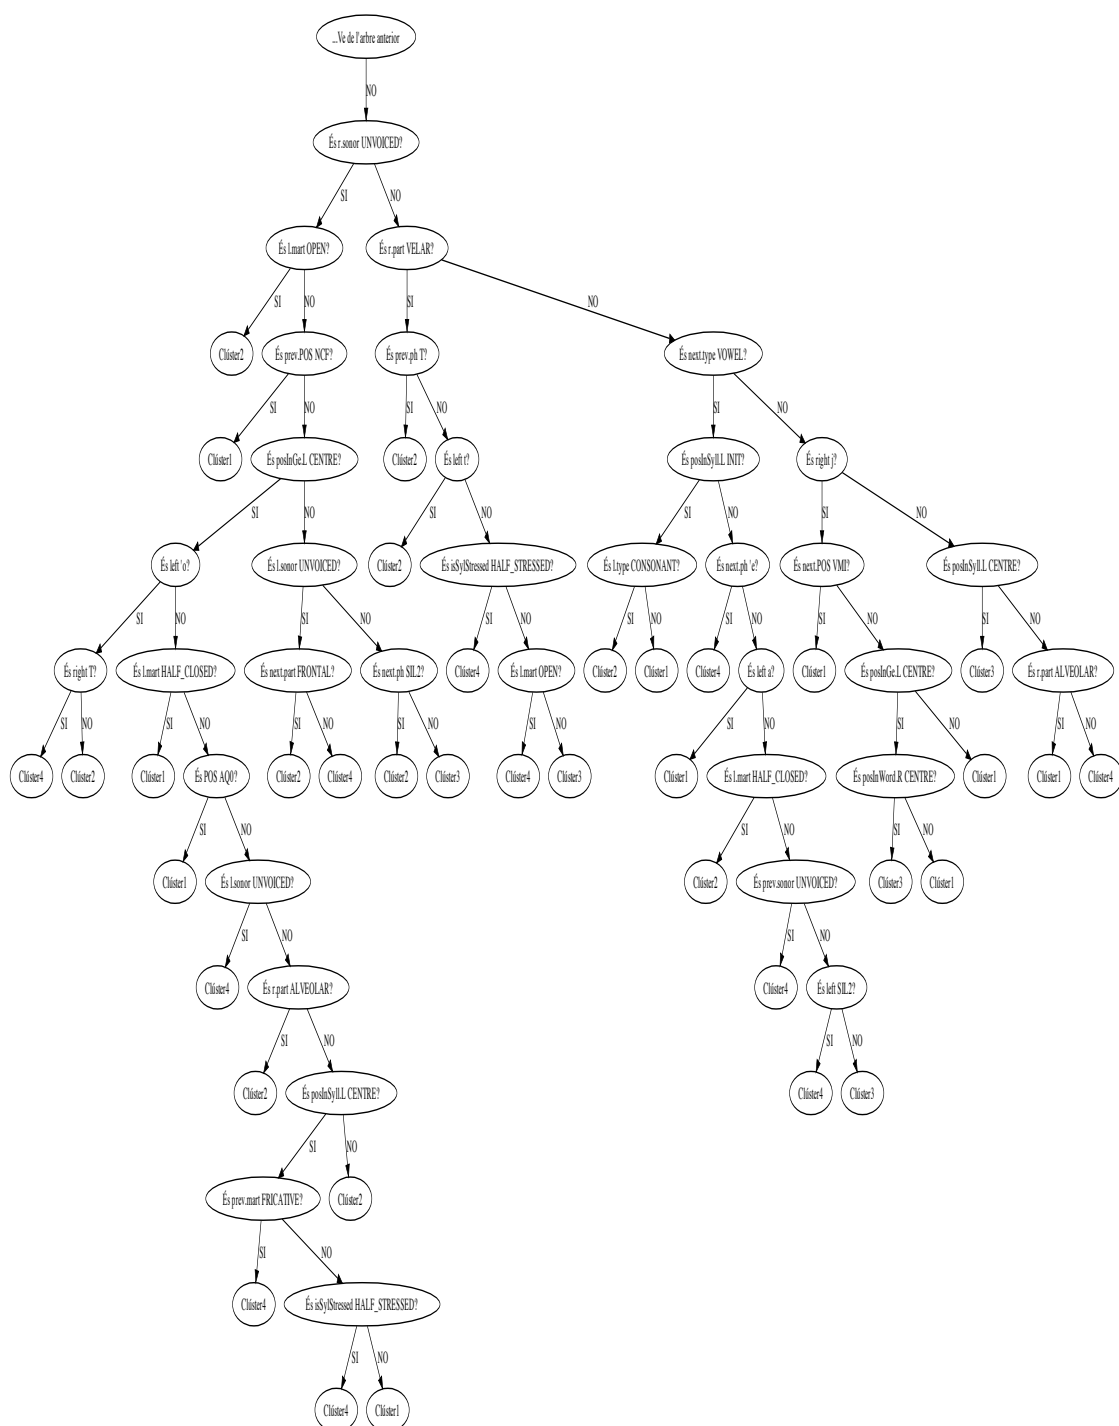 ...Ve de l'arbre anterior
NO
És r.sonor UNVOICED?
SI NO
És l.mart OPEN? És r.part VELAR?
SI NO SI NO
Clúster2 És prev.POS NCF? És prev.ph T? És next.type VOWEL?
SI NO SI NO SI NO
Clúster1 És posInGe.L CENTRE? Clúster2 És left t? És posInSyll.L INIT? És right j?
SI NO SI NO SI NO SI NO
És left 'o? És l.sonor UNVOICED? Clúster2 És isSylStressed HALF_STRESSED? És l.type CONSONANT? És next.ph 'e? És next.POS VMI? És posInSyll.L CENTRE?
SI NO SI NO SI NO SI NO SI NO SI NO SI NO
És right T? És l.mart HALF_CLOSED? És next.part FRONTAL? És next.ph SIL2? Clúster4 És l.mart OPEN? Clúster2 Clúster1 Clúster4 És left a? Clúster1 És posInGe.L CENTRE? Clúster3 És r.part ALVEOLAR?
SI NO SI NO SI NO SI NO SI NO SI NO SI NO SI NO
Clúster4 Clúster2 Clúster1 És POS AQ0? Clúster2 Clúster4 Clúster2 Clúster3 Clúster4 Clúster3 Clúster1 És l.mart HALF_CLOSED? És posInWord.R CENTRE? Clúster1 Clúster1 Clúster4
SI NO SI NO SI NO
Clúster1 És l.sonor UNVOICED? Clúster2 És prev.sonor UNVOICED? Clúster3 Clúster1
SI NO SI NO
Clúster4 És r.part ALVEOLAR? Clúster4 És left SIL2?
SI NO SI NO
Clúster2 És posInSyll.L CENTRE? Clúster4 Clúster3
SI NO
És prev.mart FRICATIVE? Clúster2
SI NO
Clúster4 És isSylStressed HALF_STRESSED?
SI NO
Clúster4 Clúster1